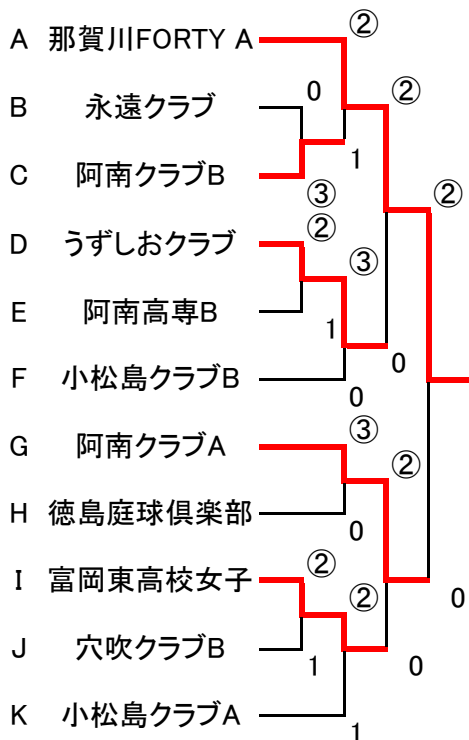 ②
A 那賀川FORTY A
0
②
B 永遠クラブ
1
C 阿南クラブB
③
②
②
D うずしおクラブ
③
E 阿南高専B
1
0
F 小松島クラブB
0
③
G 阿南クラブA
②
H 徳島庭球倶楽部
0
②
I 富岡東高校女子
②
0
J 穴吹クラブB
1
0
K 小松島クラブA
1